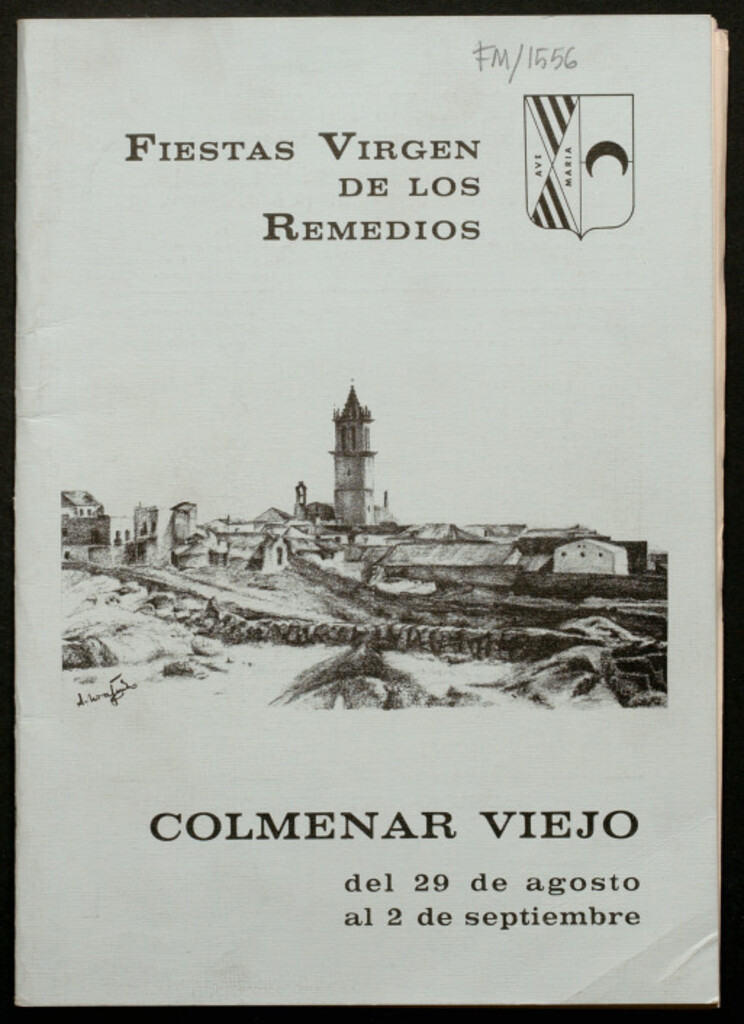 FM/1556
FIESTAS VIRGEN
DE LOS
REMEDIOS
AVE
MARIA
COLMENAR VIEJO
del 29 de agosto
al 2 de septiembre